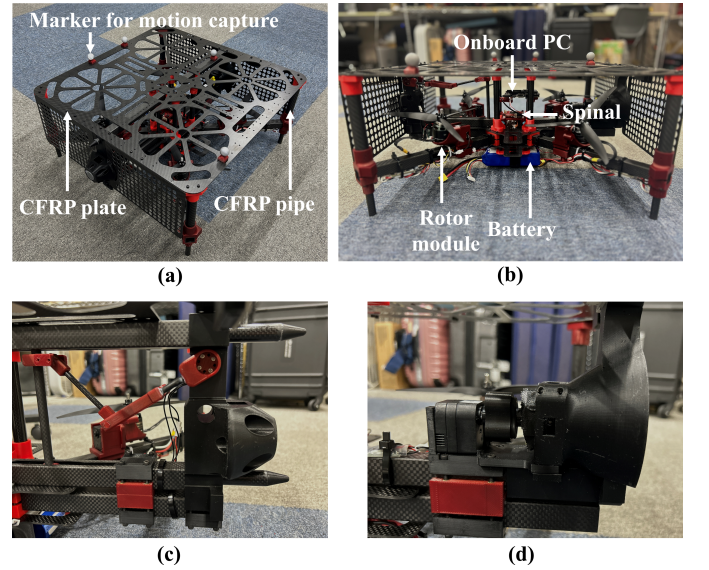 Marker for motion capture
CFRP plate
CFRP pipe
(a)
Onboard PC
Spinal
Rotor
module
Battery
(b)
(c)
(d)